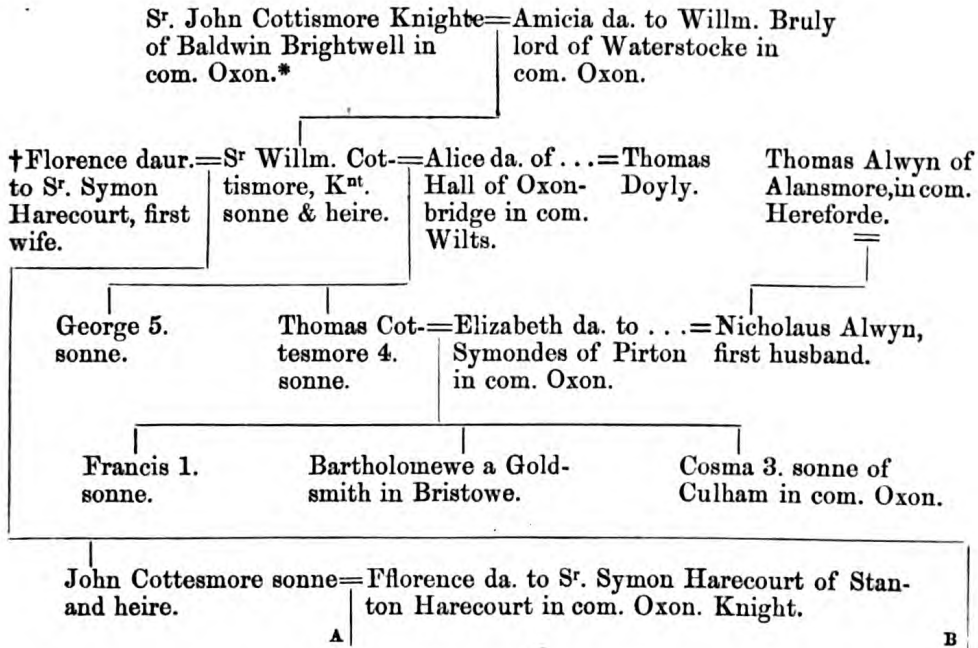 Sr. John Cottismore Knighte=Amicia da. to Willm. Bruly
of Baldwin Brightwell in lord of Waterstocke in
com. Oxon.* com. Oxon.
†Florence daur.=Sr Willm. Cot-=Alice da. of . . .=Thomas Thomas Alwyn of
to Sr. Symon tismore, Knt. Hall of Oxon- Doyly. Alansmore, in com.
Harecourt, first sonne & heire. bridge in com. Hereforde.
wife. Wilts.
George 5. Thomas Cot-=Elizabeth da. to . . .=Nicholaus Alwyn,
sonne. tesmore 4. Symondes of Pirton first husband.
sonne. in com. Oxon.
Francis 1. Bartholomewe a Gold- Cosma 3. sonne of
sonne. smith in Bristowe. Culham in com. Oxon.
John Cottesmore sonne=Fflorence da. to Sr. Symon Harecourt of Stan-
and heire. ton Harecourt in com. Oxon. Knight.
A B